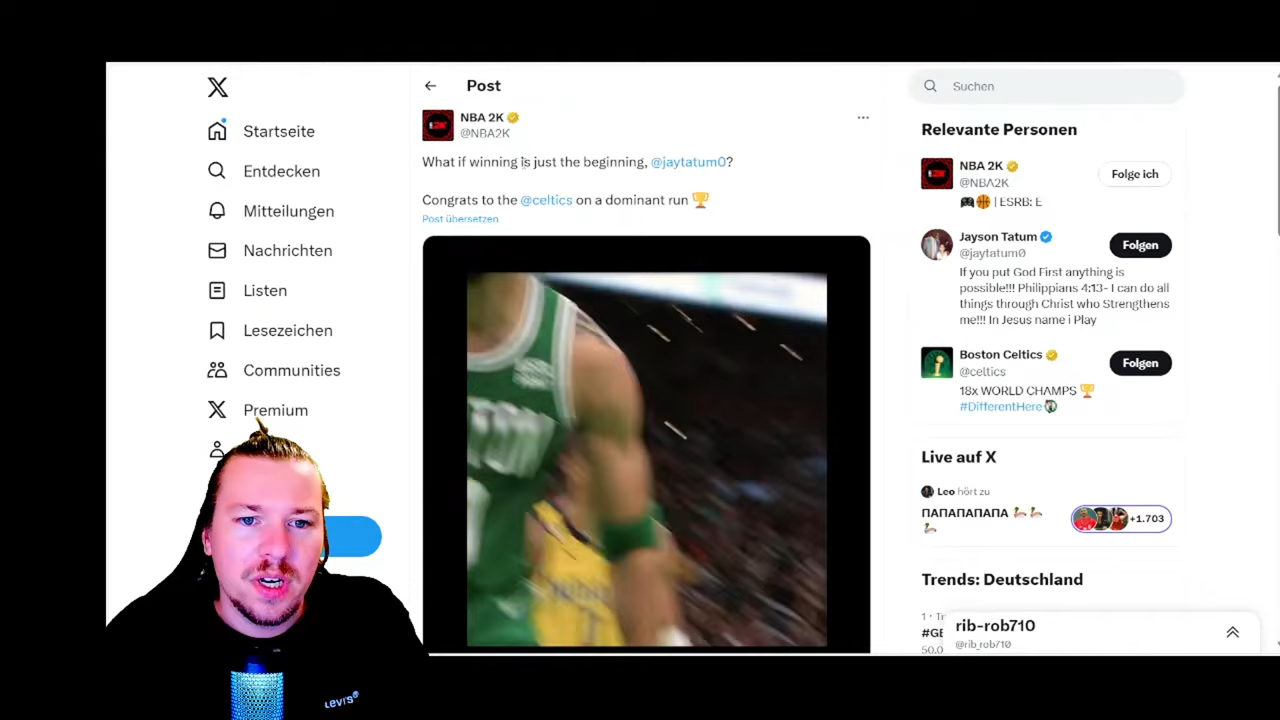 Startseite
Entdecken
Mitteilungen
Nachrichten
Listen
Lesezeichen
Communities
Premium
Post
NBA 2K
@NBA2K
What if winning is just the beginning, @jaytatum0?
Congrats to the @celtics on a dominant run
Post übersetzen
Suchen
Relevante Personen
NBA 2K
@NBA2K
Folge ich
| ESRB: E
Jayson Tatum
@jaytatum0
Folgen
If you put God First anything is
possible!!! Philippians 4:13- I can do all
things through Christ who Strengthens
me!!! In Jesus name i Play
Boston Celtics
@celtics
Folgen
18x WORLD CHAMPS
#DifferentHere
Live auf X
Leo hört zu
ПАПАПАПАПА
+1.703
Trends: Deutschland
#GE
50.0
rib-rob710
@rib_rob710
LEVI'S